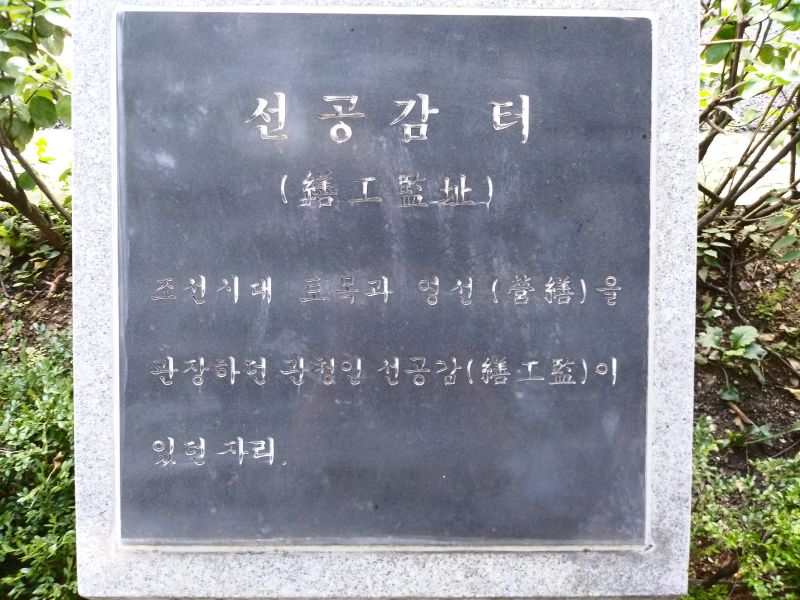 선공감 터
(繕工監址)
조선시대 토목과 영선(營繕)을
관장하던 관청인 선공감(繕工監)이
있던 자리.